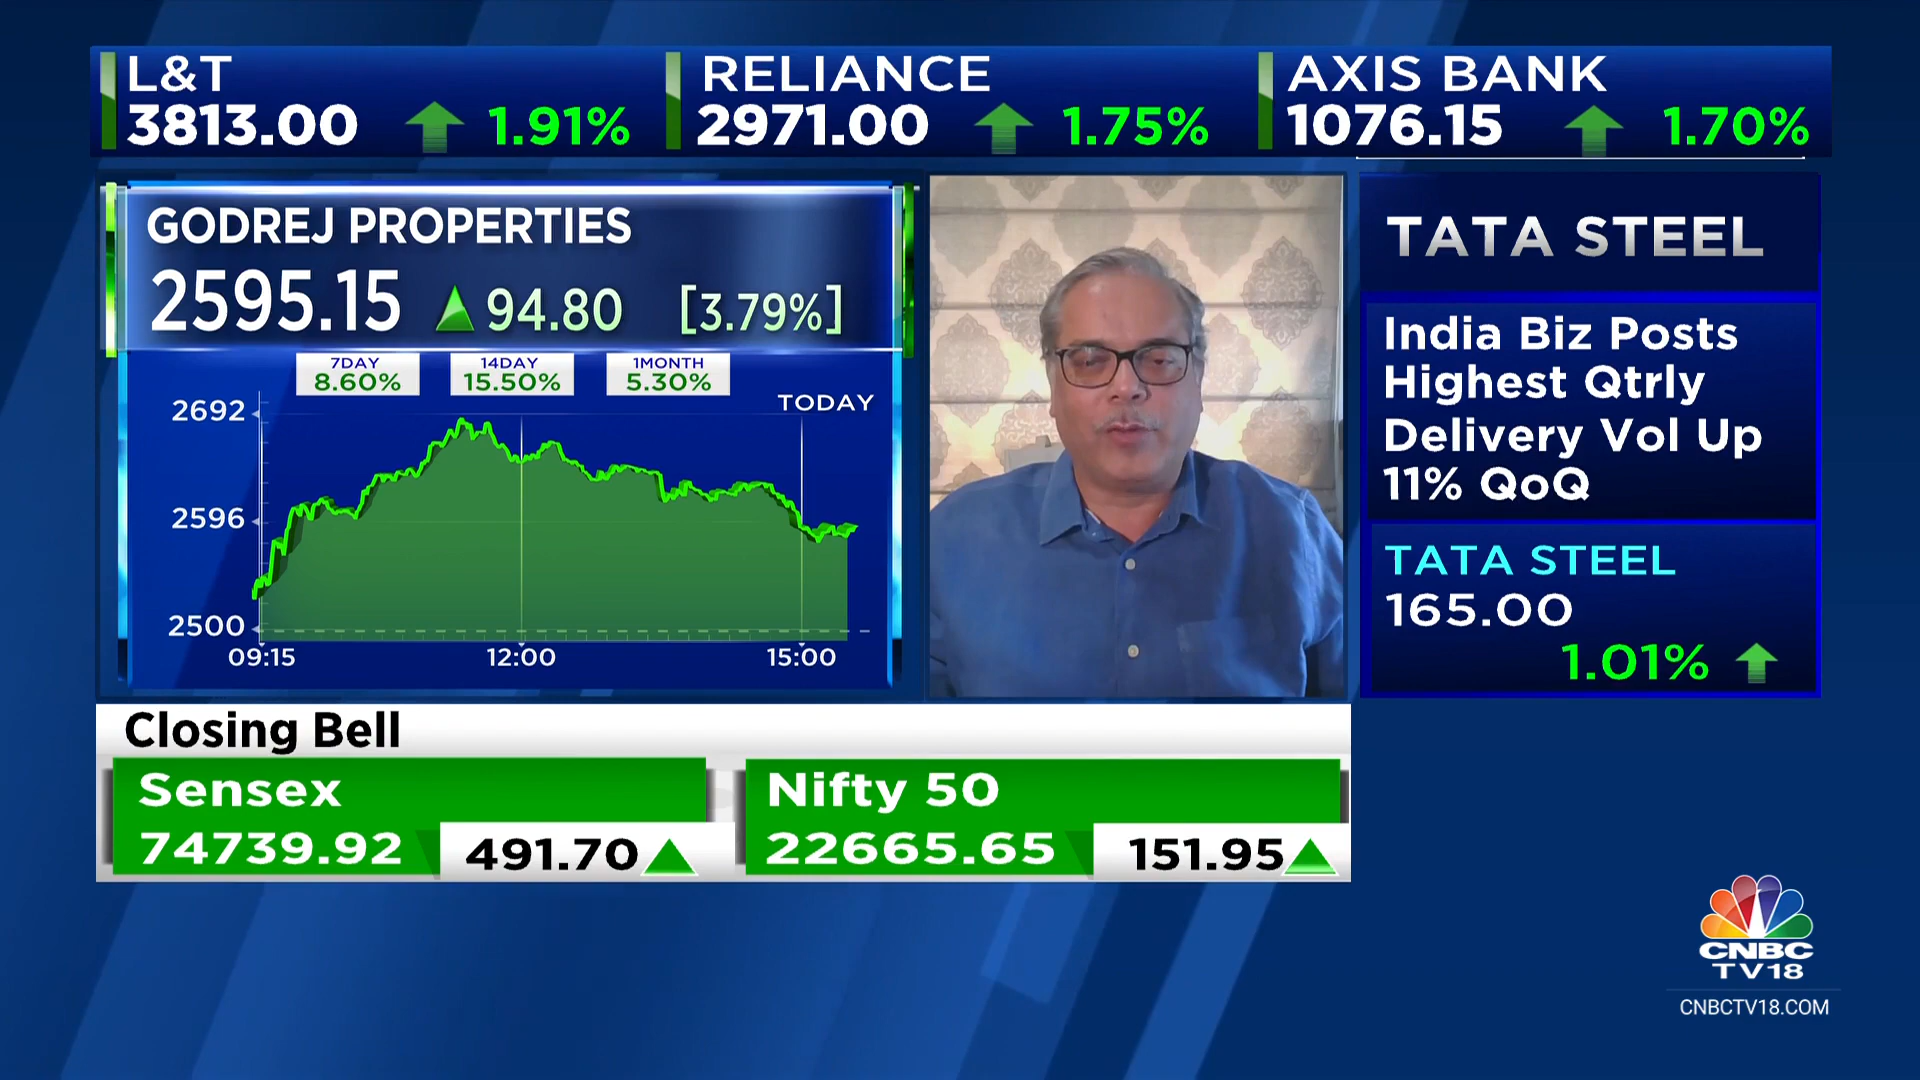 L&T
3813.00 1.91%
RELIANCE
2971.00 1.75%
AXIS BANK
1076.15 1.70%
GODREJ PROPERTIES
2595.15 94.80 [3.79%]
7DAY
8.60%
14DAY
15.50%
1MONTH
5.30%
TODAY
2692
2596
2500
09:15 12:00 15:00
TATA STEEL
India Biz Posts
Highest Qtrly
Delivery Vol Up
11% QoQ
TATA STEEL
165.00
1.01%
Closing Bell
Sensex
74739.92 491.70
Nifty 50
22665.65 151.95
CNBC
TV18
CNBCTV18.COM